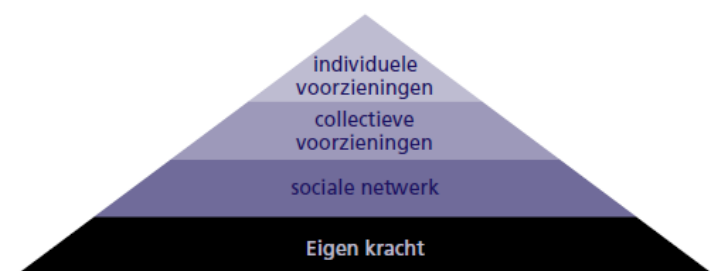 individuele
voorzieningen
collectieve
voorzieningen
sociale netwerk
Eigen kracht